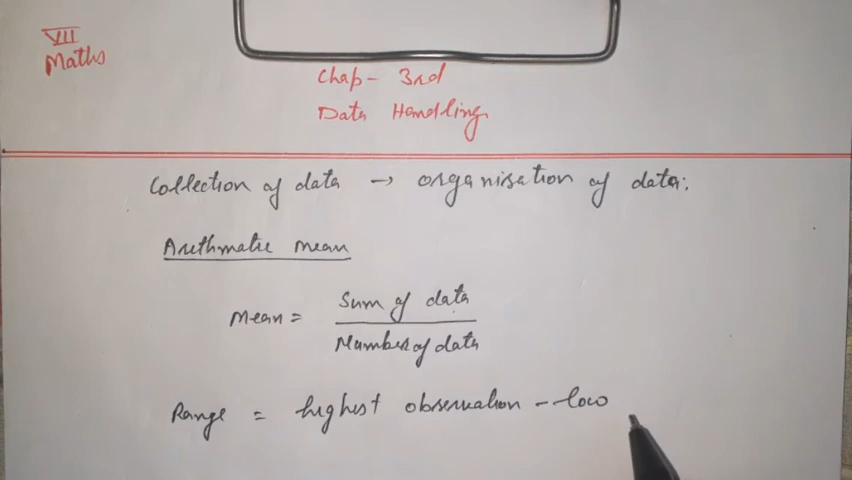 VII
Maths
Chap- 3rd
Data Handling
Collection of data → organisation of data:
Arithmatic mean
Mean = Sum of data
Number of data
Range = highest observation - low